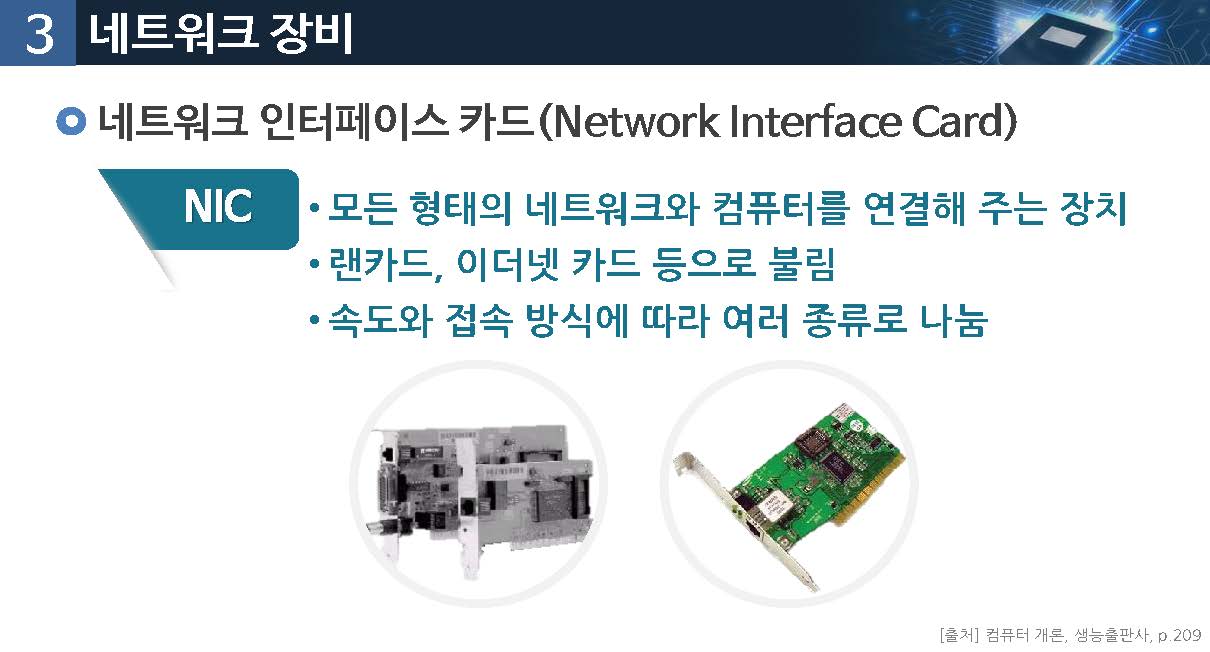 3 네트워크 장비
네트워크 인터페이스 카드(Network Interface Card)
NIC
• 모든 형태의 네트워크와 컴퓨터를 연결해 주는 장치
• 랜카드, 이더넷 카드 등으로 불림
• 속도와 접속 방식에 따라 여러 종류로 나눔
[출처] 컴퓨터 개론, 생능출판사, p.209